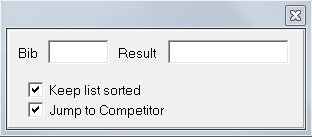 Bib Result
Keep list sorted
Jump to Competitor